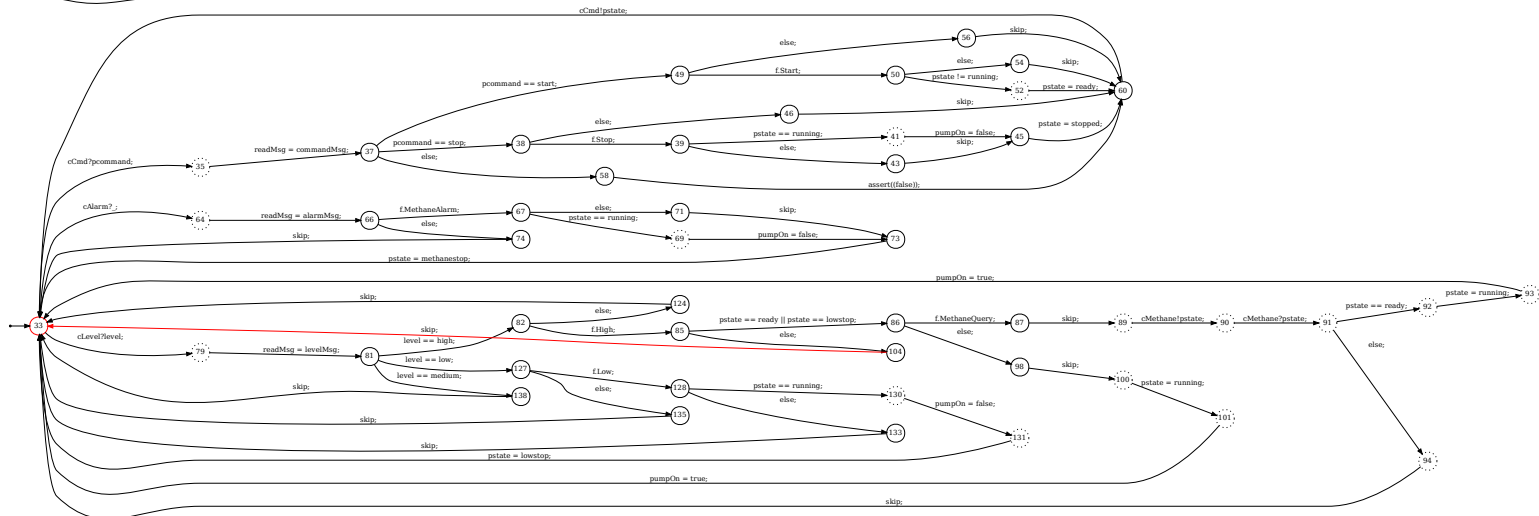 cCmd!pstate;
56
skip;
else;
54
else;
skip;
49
f.Start;
50
pstate != running;
pcommand == start;
52
pstate = ready;
60
46
skip;
else;
pstate = stopped;
pstate == running;
41
pumpOn = false;
45
pcommand == stop;
38
f.Stop;
39
else;
skip;
readMsg = commandMsg;
37
else;
43
cCmd?pcommand;
35
58
assert((false));
cAlarm?_;
f.MethaneAlarm;
67
else;
71
skip;
64
readMsg = alarmMsg;
66
else;
pstate == running;
skip;
74
69
pumpOn = false;
73
pstate = methanestop;
pumpOn = true;
pstate = running;
93
skip;
124
pstate == ready;
92
else;
33
82
f.High;
85
pstate == ready || pstate == lowstop;
86
f.MethaneQuery;
87
skip;
89
cMethane!pstate;
90
cMethane?pstate;
91
skip;
else;
else;
cLevel?level;
level == high;
else;
79
readMsg = levelMsg;
81
104
level == low;
127
f.Low;
98
skip;
level == medium;
else;
128
pstate == running;
100
pstate = running;
skip;
138
130
else;
pumpOn = false;
skip;
135
101
133
131
skip;
pstate = lowstop;
94
pumpOn = true;
skip;